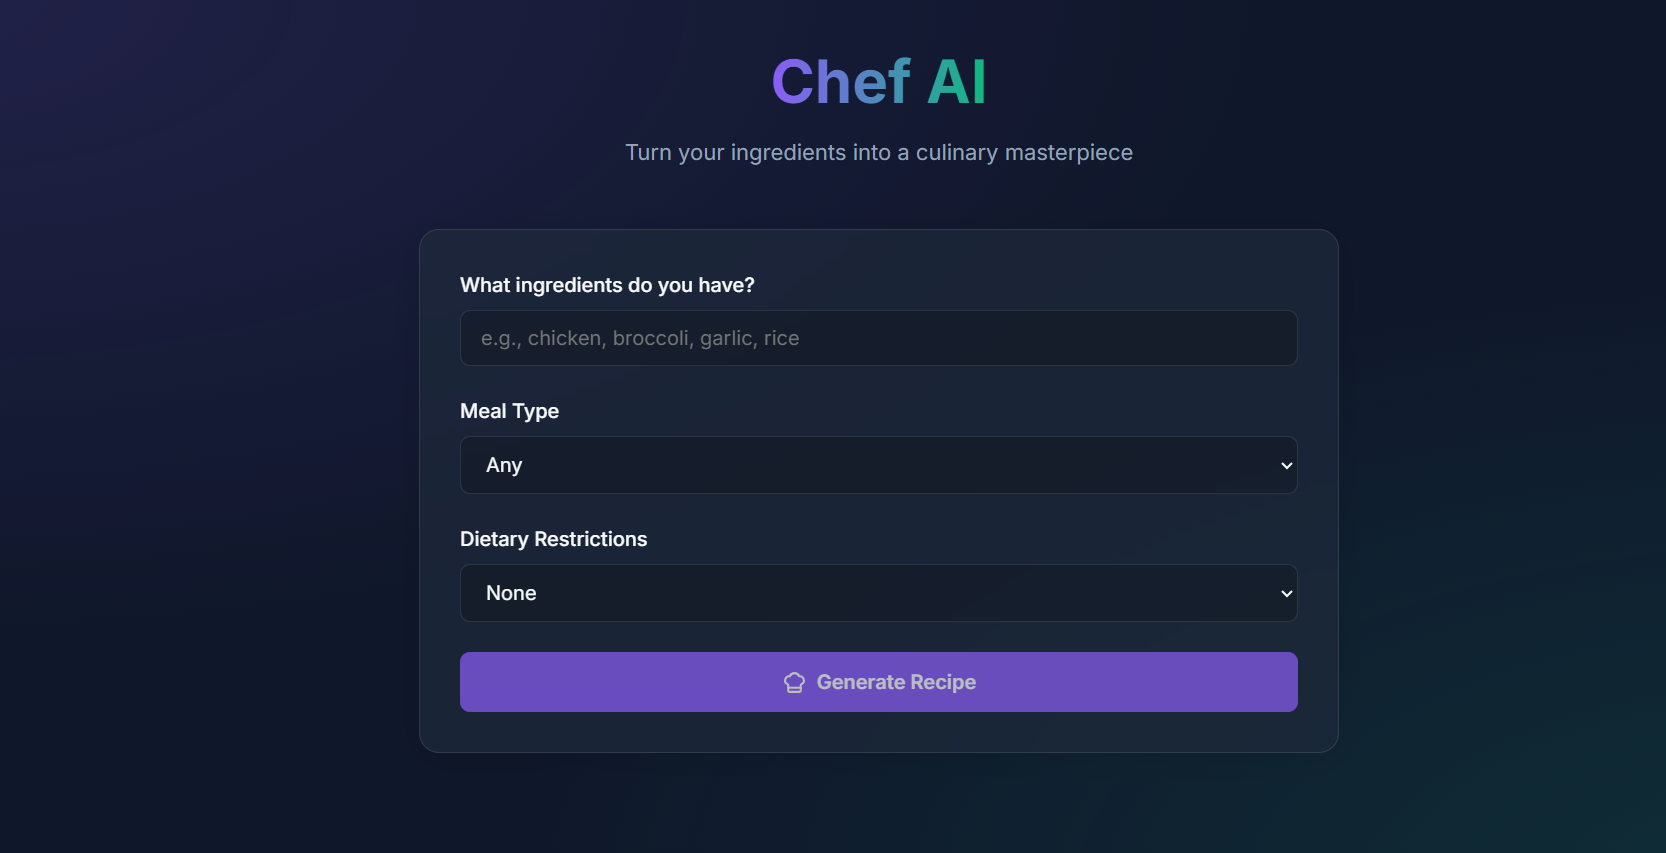 Chef AI
Turn your ingredients into a culinary masterpiece
What ingredients do you have?
e.g., chicken, broccoli, garlic, rice
Meal Type
Any
Dietary Restrictions
None
Generate Recipe